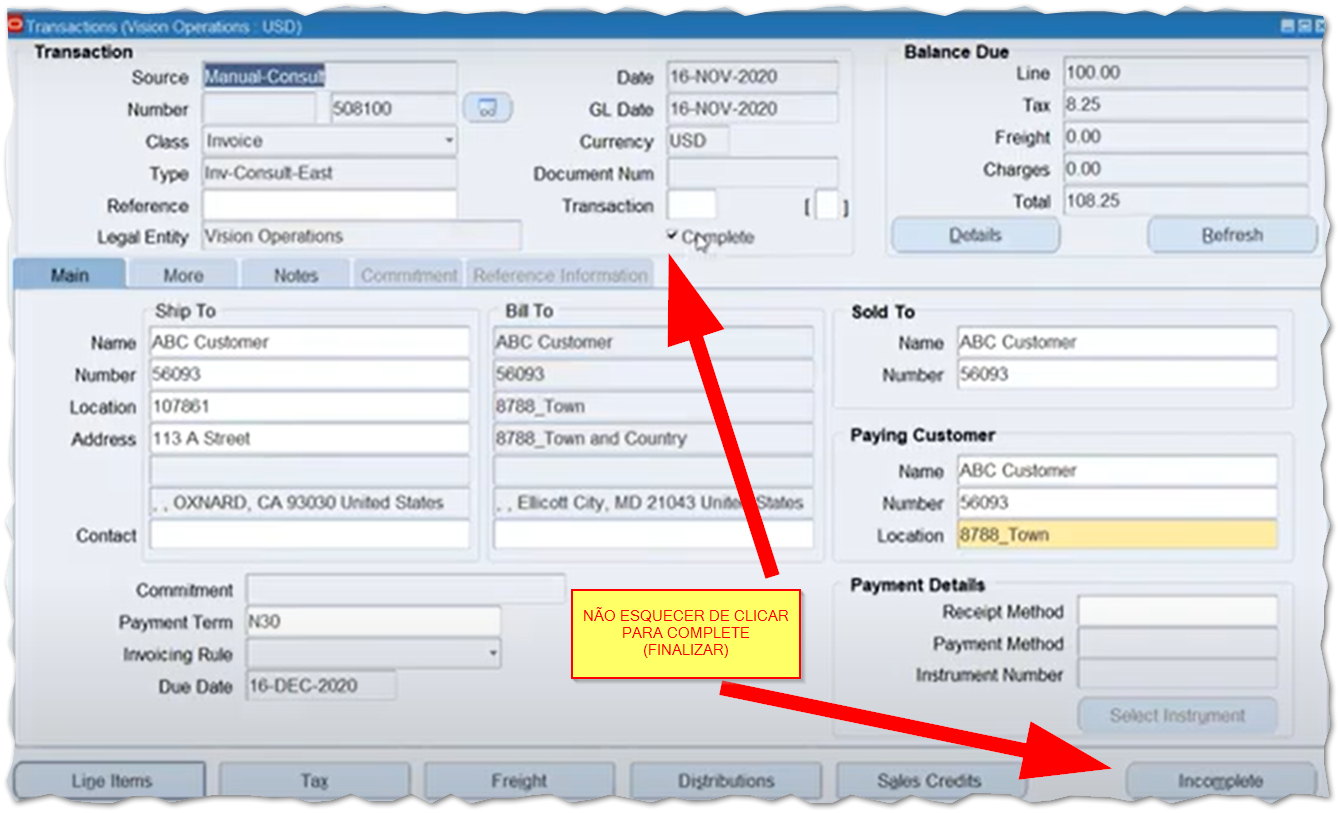 Transactions (Vision Operations : USD)
Transaction
Source Manual-Consult
Number 508100
Class Invoice
Type Inv-Consult-East
Reference
Legal Entity Vision Operations
Date 16-NOV-2020
GL Date 16-NOV-2020
Currency USD
Document Num
Transaction [ ]
Complete
Balance Due
Line 100.00
Tax 8.25
Freight 0.00
Charges 0.00
Total 108.25
Details Refresh
Main More Notes Commitment Reference Information
Ship To
Name ABC Customer
Number 56093
Location 107861
Address 113 A Street
, , OXNARD, CA 93030 United States
Contact
Bill To
ABC Customer
56093
8788_Town
8788_Town and Country
, , Ellicott City, MD 21043 United States
Sold To
Name ABC Customer
Number 56093
Paying Customer
Name ABC Customer
Number 56093
Location 8788_Town
Commitment
Payment Term N30
Invoicing Rule
Due Date 16-DEC-2020
NÃO ESQUECER DE CLICAR
PARA COMPLETE
(FINALIZAR)
Payment Details
Receipt Method
Payment Method
Instrument Number
Select Instrument
Line Items Tax Freight Distributions Sales Credits Incomplete